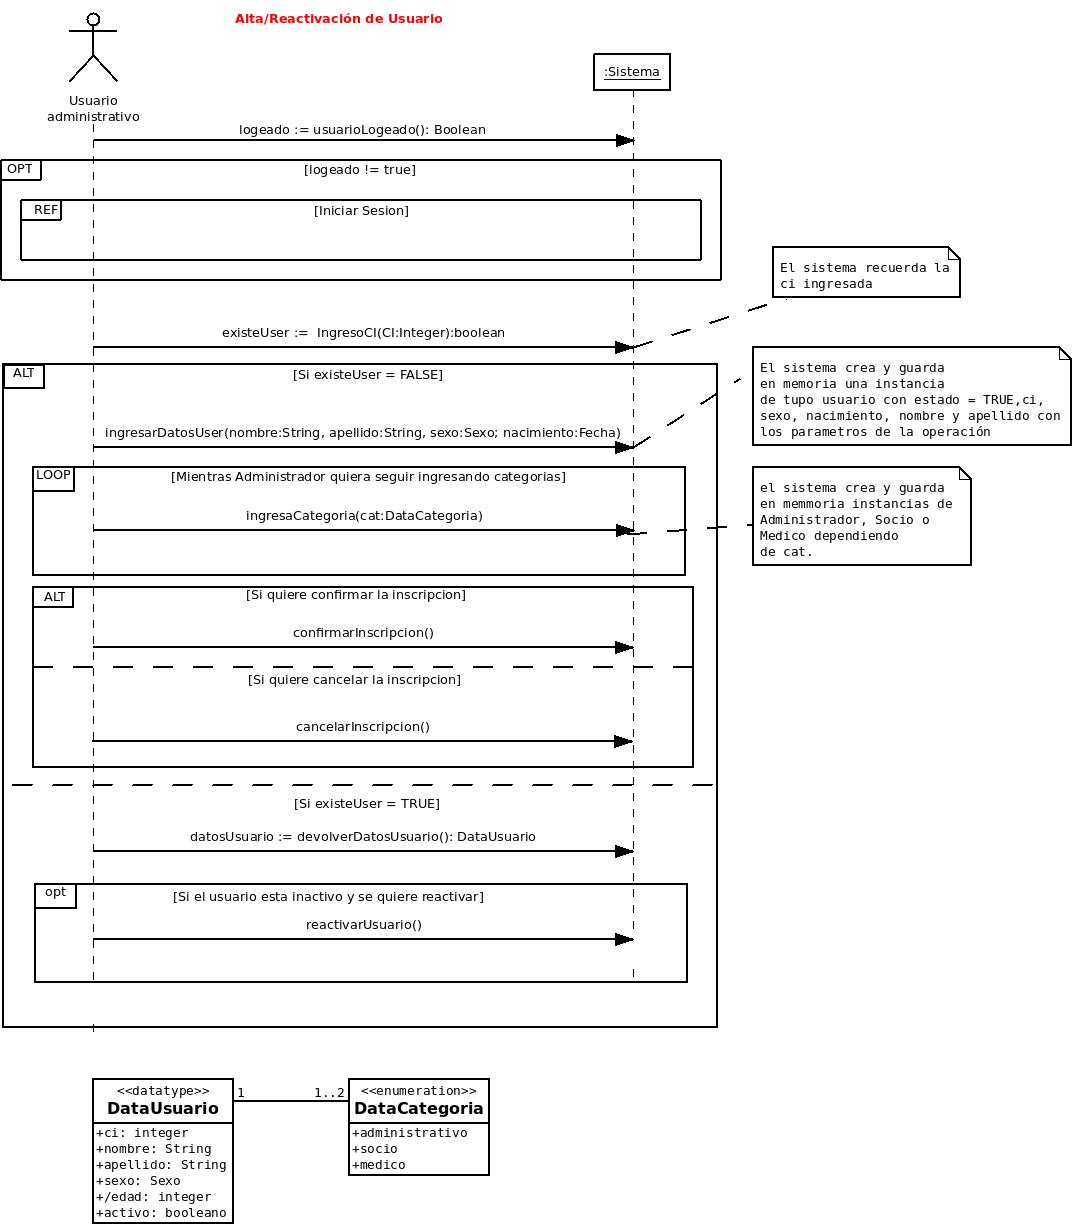 Alta/Reactivación de Usuario
Usuario
administrativo
:Sistema
logeado := usuarioLogeado(): Boolean
OPT
[logeado != true]
REF
[Iniciar Sesion]
El sistema recuerda la
ci ingresada
existeUser :=  IngresoCI(CI:Integer):boolean
ALT
[Si existeUser = FALSE]
El sistema crea y guarda
en memoria una instancia
de tupo usuario con estado = TRUE,ci,
sexo, nacimiento, nombre y apellido con
los parametros de la operación
ingresarDatosUser(nombre:String, apellido:String, sexo:Sexo; nacimiento:Fecha)
LOOP
[Mientras Administrador quiera seguir ingresando categorias]
ingresaCategoria(cat:DataCategoria)
el sistema crea y guarda
en memmoria instancias de
Administrador, Socio o
Medico dependiendo
de cat.
ALT
[Si quiere confirmar la inscripcion]
confirmarInscripcion()
[Si quiere cancelar la inscripcion]
cancelarInscripcion()
[Si existeUser = TRUE]
datosUsuario := devolverDatosUsuario(): DataUsuario
opt
[Si el usuario esta inactivo y se quiere reactivar]
reactivarUsuario()
<<datatype>>
DataUsuario
+ci: integer
+nombre: String
+apellido: String
+sexo: Sexo
+/edad: integer
+activo: booleano
1
1..2
<<enumeration>>
DataCategoria
+administrativo
+socio
+medico